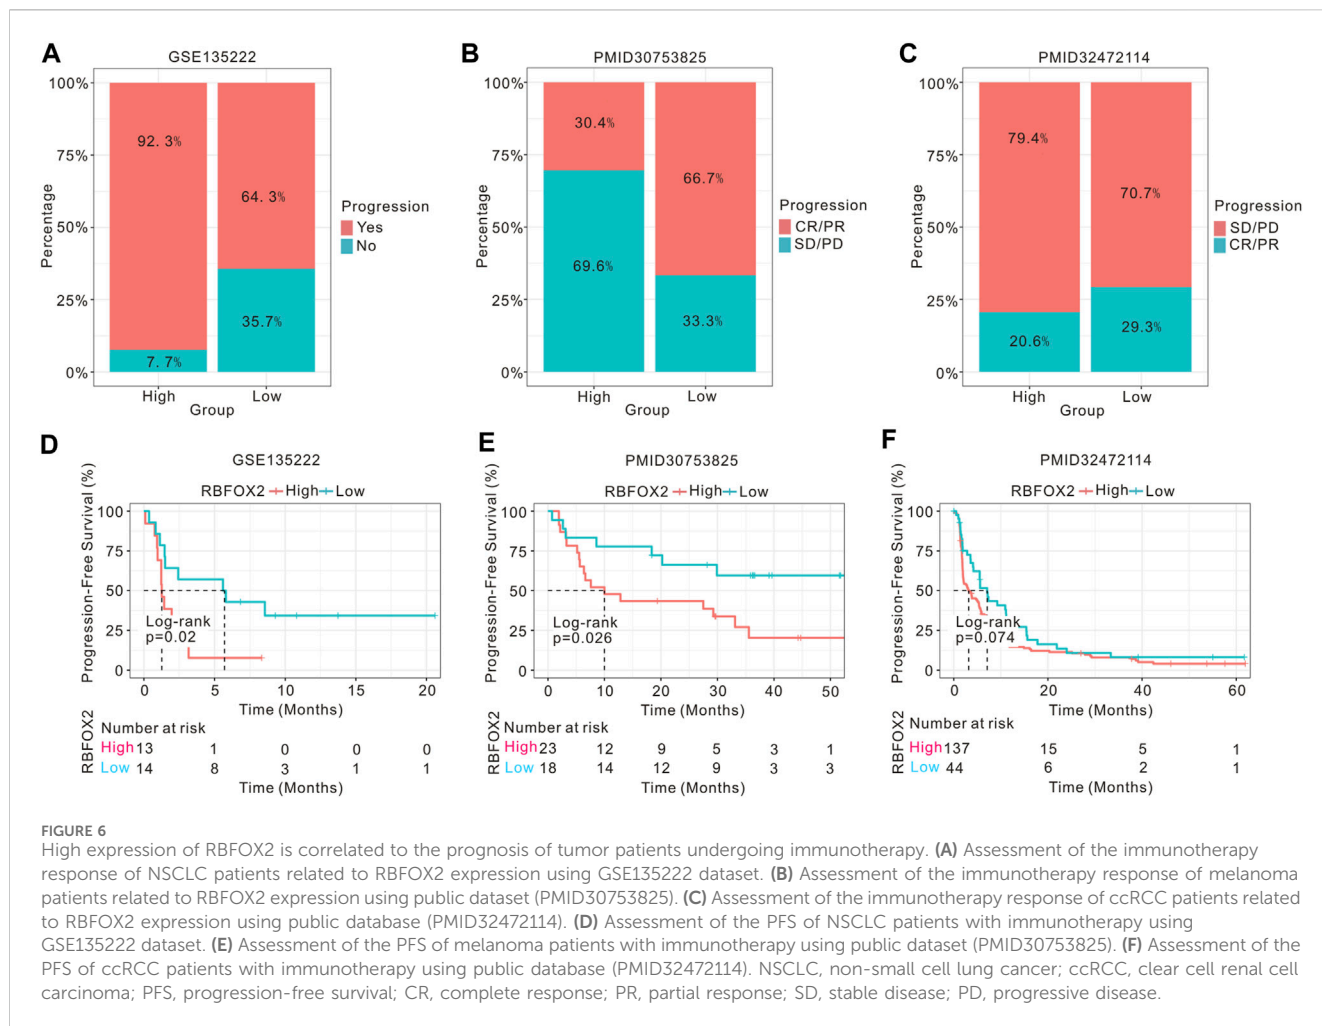 A
GSE135222
100%
75%
50%
25%
0%
Percentage
92. 3%
7. 7%
64. 3%
35.7%
High Low
Group
Progression
Yes
No
B
PMID30753825
100%
75%
50%
25%
0%
Percentage
30.4%
69.6%
66.7%
33.3%
High Low
Group
Progression
CR/PR
SD/PD
C
PMID32472114
100%
75%
50%
25%
0%
Percentage
79.4%
20.6%
70.7%
29.3%
High Low
Group
Progression
SD/PD
CR/PR
D
GSE135222
RBFOX2 High Low
Progression-Free Survival (%)
100
75
50
25
0
Log-rank
p=0.02
0 5 10 15 20
Time (Months)
RBFOX2
Number at risk
High 13 1 0 0 0
Low 14 8 3 1 1
Time (Months)
E
PMID30753825
RBFOX2 High Low
Progression-Free Survival (%)
100
75
50
25
0
Log-rank
p=0.026
0 10 20 30 40 50
Time (Months)
RBFOX2
Number at risk
High 23 12 9 5 3 1
Low 18 14 12 9 3 3
Time (Months)
F
PMID32472114
RBFOX2 High Low
Progression-Free Survival (%)
100
75
50
25
0
Log-rank
p=0.074
0 20 40 60
Time (Months)
RBFOX2
Number at risk
High 137 15 5 1
Low 44 6 2 1
Time (Months)
FIGURE 6
High expression of RBFOX2 is correlated to the prognosis of tumor patients undergoing immunotherapy. (A) Assessment of the immunotherapy
response of NSCLC patients related to RBFOX2 expression using GSE135222 dataset. (B) Assessment of the immunotherapy response of melanoma
patients related to RBFOX2 expression using public dataset (PMID30753825). (C) Assessment of the immunotherapy response of ccRCC patients related
to RBFOX2 expression using public database (PMID32472114). (D) Assessment of the PFS of NSCLC patients with immunotherapy using
GSE135222 dataset. (E) Assessment of the PFS of melanoma patients with immunotherapy using public dataset (PMID30753825). (F) Assessment of the
PFS of ccRCC patients with immunotherapy using public database (PMID32472114). NSCLC, non-small cell lung cancer; ccRCC, clear cell renal cell
carcinoma; PFS, progression-free survival; CR, complete response; PR, partial response; SD, stable disease; PD, progressive disease.